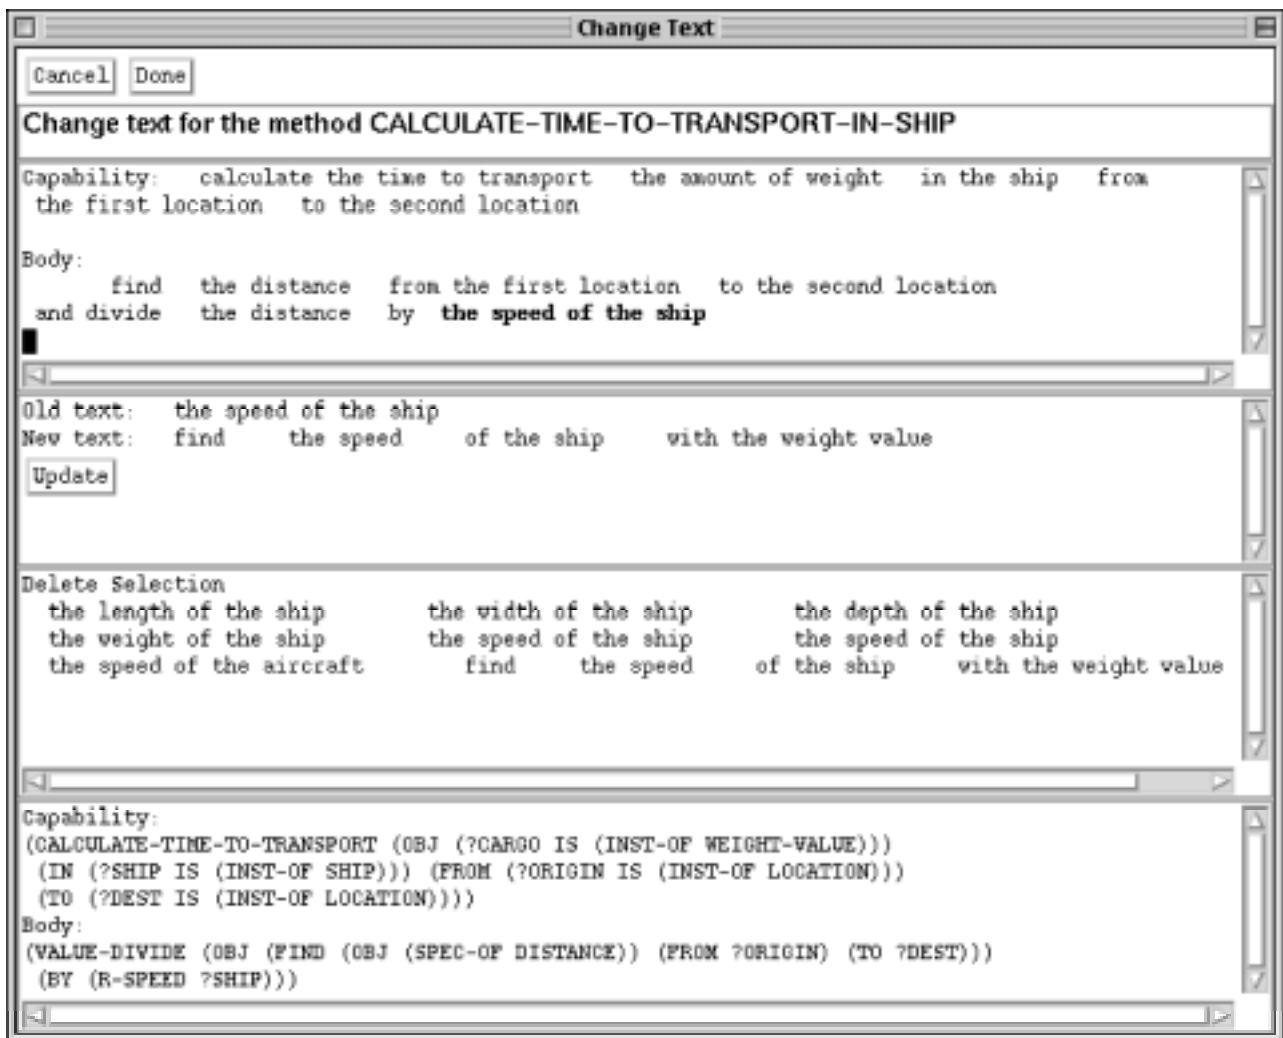 Change Text
Cancel Done
Change text for the method CALCULATE-TIME-TO-TRANSPORT-IN-SHIP
Capability: calculate the time to transport the amount of weight in the ship from
the first location to the second location
Body:
find the distance from the first location to the second location
and divide the distance by the speed of the ship
Old text: the speed of the ship
New text: find the speed of the ship with the weight value
Update
Delete Selection
the length of the ship the width of the ship the depth of the ship
the weight of the ship the speed of the ship the speed of the ship
the speed of the aircraft find the speed of the ship with the weight value
Capability:
(CALCULATE-TIME-TO-TRANSPORT (OBJ (?CARGO IS (INST-OF WEIGHT-VALUE)))
(IN (?SHIP IS (INST-OF SHIP))) (FROM (?ORIGIN IS (INST-OF LOCATION)))
(TO (?DEST IS (INST-OF LOCATION))))
Body:
(VALUE-DIVIDE (OBJ (FIND (OBJ (SPEC-OF DISTANCE)) (FROM ?ORIGIN) (TO ?DEST)))
(BY (R-SPEED ?SHIP)))